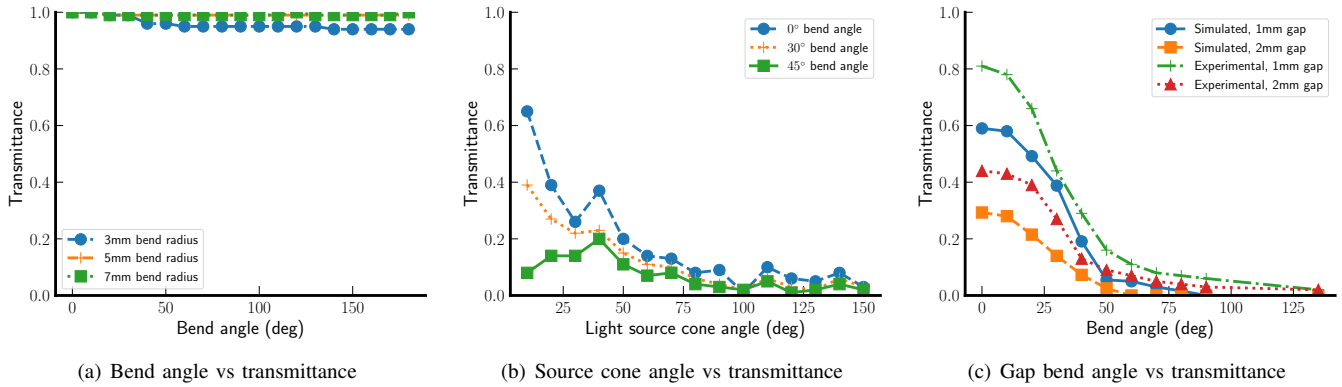 1.0
0.8
0.6
0.4
0.2
0.0
Transmittance
3mm bend radius
5mm bend radius
7mm bend radius
0 50 100 150
Bend angle (deg)
(a) Bend angle vs transmittance
1.0
0.8
0.6
0.4
0.2
0.0
Transmittance
0° bend angle
30° bend angle
45° bend angle
25 50 75 100 125 150
Light source cone angle (deg)
(b) Source cone angle vs transmittance
1.0
0.8
0.6
0.4
0.2
0.0
Transmittance
Simulated, 1mm gap
Simulated, 2mm gap
Experimental, 1mm gap
Experimental, 2mm gap
0 25 50 75 100 125
Bend angle (deg)
(c) Gap bend angle vs transmittance